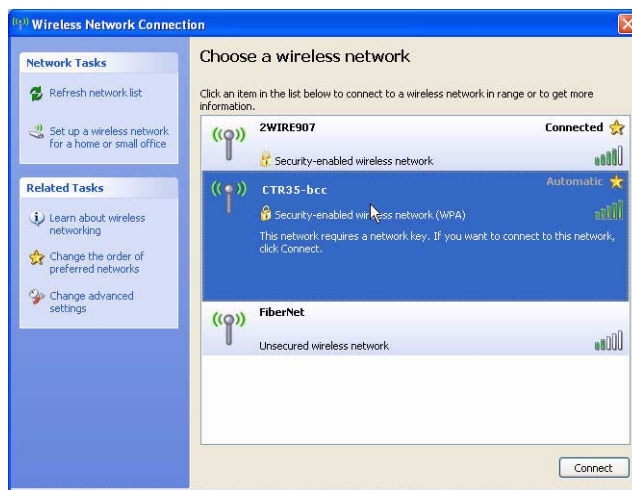 Wireless Network Connection
Network Tasks
Refresh network list
Set up a wireless network
for a home or small office
Related Tasks
Learn about wireless
networking
Change the order of
preferred networks
Change advanced
settings
Choose a wireless network
Click an item in the list below to connect to a wireless network in range or to get more
information.
2WIRE907 Connected
Security-enabled wireless network
CTR35-bcc Automatic
Security-enabled wireless network (WPA)
This network requires a network key. If you want to connect to this network,
click Connect.
FiberNet
Unsecured wireless network
Connect